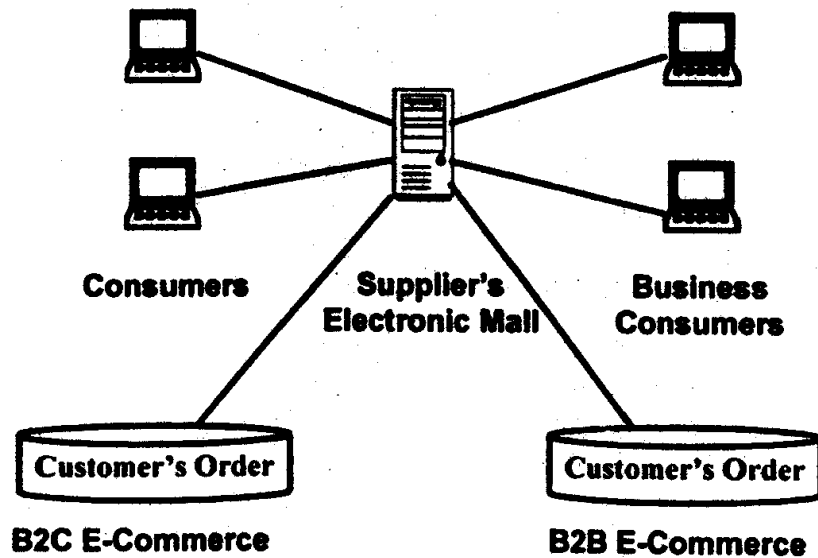 Consumers
Supplier's
Electronic Mall
Business
Consumers
Customer's Order
Customer's Order
B2C E-Commerce
B2B E-Commerce